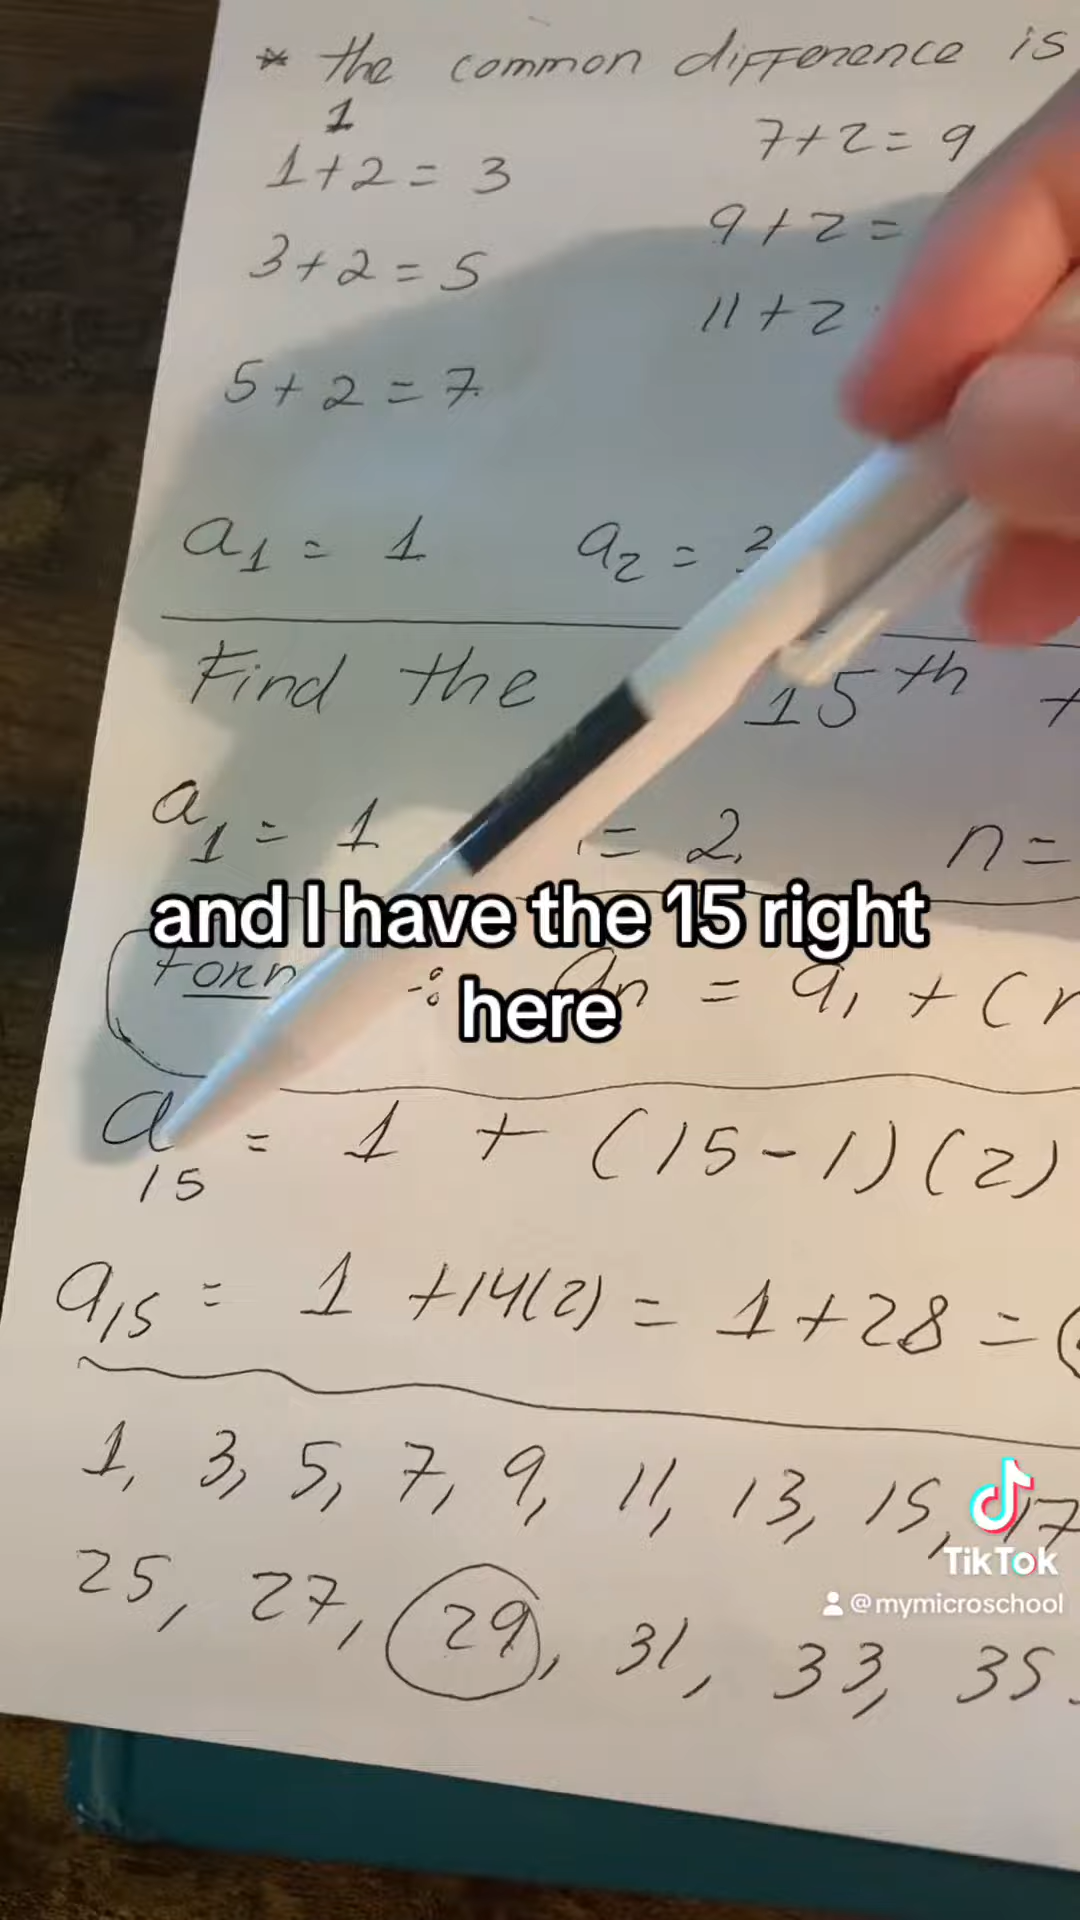 * the common difference is
1
1+2 = 3
7+2 = 9
3+2 = 5
9+2 =
11+2
5+2 = 7
a₁ = 1 a₂ = 3
Find the 15th
a₁ = 1 = 2, n =
and I have the 15 right
here
an = a₁ + (
a15 = 1 + (15-1)(2)
a15 = 1 +14(2) = 1+28 =
1, 3, 5, 7, 9, 11, 13, 15, 17
25, 27, 29, 31, 33, 35
TikTok
@mymicroschool